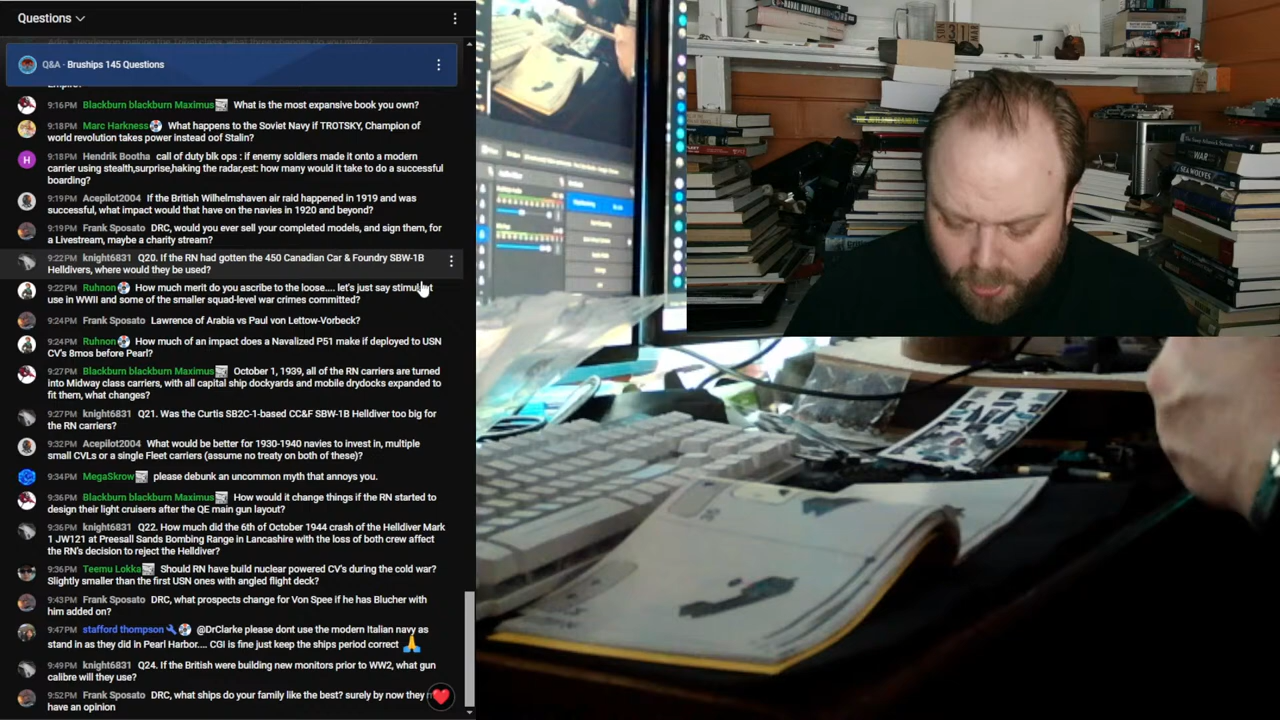 Questions
Q&A · Bruships 145 Questions
9:16PM Blackburn blackburn Maximus What is the most expensive book you own?
9:18PM Marc Harkness What happens to the Soviet Navy if TROTSKY, Champion of
world revolution takes power instead oof Stalin?
9:18PM Hendrik Bootha call of duty blk ops : if enemy soldiers made it onto a modern
carrier using stealth,surprise,haking the radar,est: how many would it take to do a successful
boarding?
9:19PM Acepilot2004 If the British Wilhelmshaven air raid happened in 1919 and was
successful, what impact would that have on the navies in 1920 and beyond?
9:19PM Frank Sposato DRC, would you ever sell your completed models, and sign them, for
a Livestream, maybe a charity stream?
9:22PM knight6831 Q20. If the RN had gotten the 450 Canadian Car & Foundry SBW-1B
Helldivers, where would they be used?
9:22PM Ruhnon How much merit do you ascribe to the loose.... let's just say
use in WWII and some of the smaller squad-level war crimes committed?
9:24PM Frank Sposato Lawrence of Arabia vs Paul von Lettow-Vorbeck?
9:24PM Ruhnon How much of an impact does a Navalized P51 make if deployed to USN
CV's 8mos before Pearl?
9:27PM Blackburn blackburn Maximus October 1, 1939, all of the RN carriers are turned
into Midway class carriers, with all capital ship dockyards and mobile drydocks expanded to
fit them, what changes?
9:27PM knight6831 Q21. Was the Curtis SB2C-1-based CC&F SBW-1B Helldiver too big for
the RN carriers?
9:32PM Acepilot2004 What would be better for 1930-1940 navies to invest in, multiple
small CVLs or a single Fleet carriers (assume no treaty on both of these)?
9:34PM MegaSkrow please debunk an uncommon myth that annoys you.
9:36PM Blackburn blackburn Maximus How would it change things if the RN started to
design their light cruisers after the QE main gun layout?
9:36PM knight6831 Q22. How much did the 6th of October 1944 crash of the Helldiver Mark
1 JW121 at Preesall Sands Bombing Range in Lancashire with the loss of both crew affect
the RN's decision to reject the Helldiver?
9:36PM Teemu Lokka Should RN have build nuclear powered CV's during the cold war?
Slightly smaller than the first USN ones with angled flight deck?
9:43PM Frank Sposato DRC, what prospects change for Von Spee if he has Blucher with
him added on?
9:47PM stafford thompson @DrClarke please dont use the modern Italian navy as
stand in as they did in Pearl Harbor.... CGI is fine just keep the ships period correct
9:49PM knight6831 Q24. If the British were building new monitors prior to WW2, what gun
calibre will they use?
9:52PM Frank Sposato DRC, what ships do your family like the best? surely by now they
have an opinion
SUN 31
WAR
SEA WOLVES